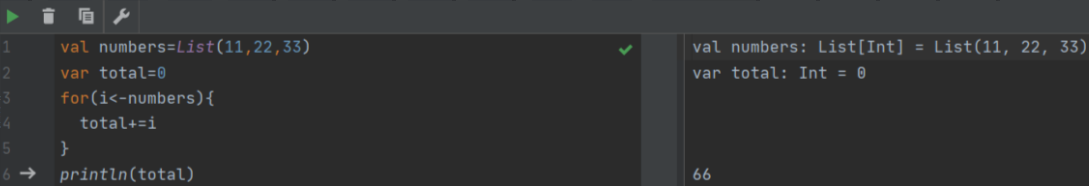 1 val numbers=List(11,22,33)
2 var total=0
3 for(i<-numbers){
4   total+=i
5 }
6 println(total)
val numbers: List[Int] = List(11, 22, 33)
var total: Int = 0
66